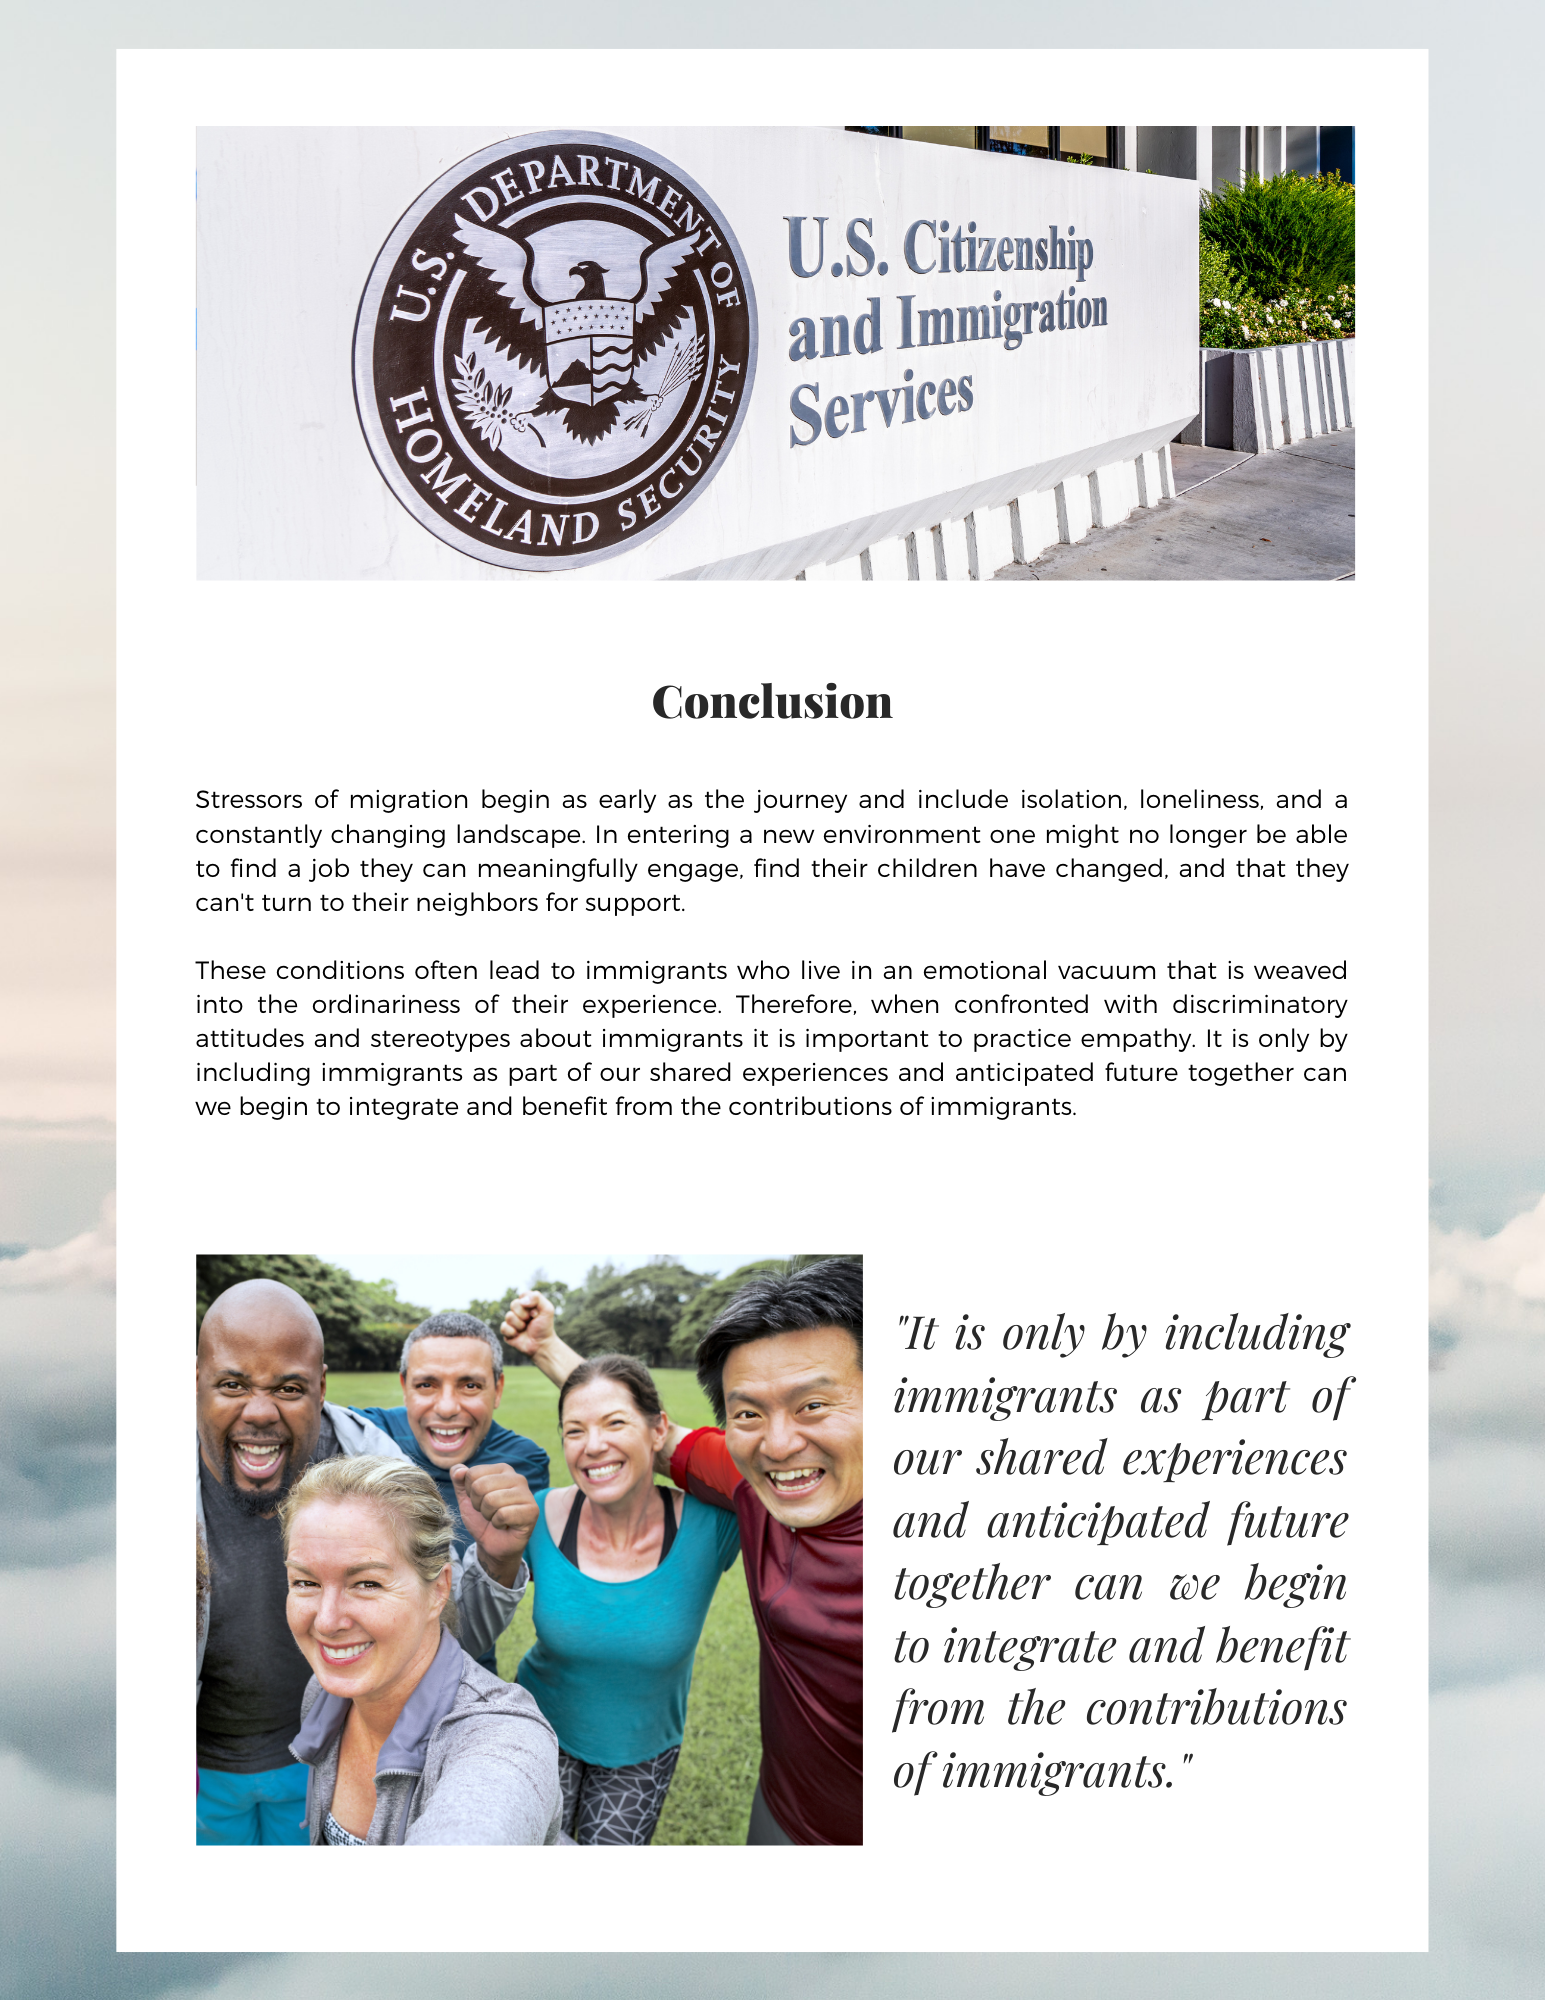 U.S. DEPARTMENT OF
HOMELAND SECURITY
U.S. Citizenship
and Immigration
Services
Conclusion
Stressors of migration begin as early as the journey and include isolation, loneliness, and a
constantly changing landscape. In entering a new environment one might no longer be able
to find a job they can meaningfully engage, find their children have changed, and that they
can't turn to their neighbors for support.
These conditions often lead to immigrants who live in an emotional vacuum that is weaved
into the ordinariness of their experience. Therefore, when confronted with discriminatory
attitudes and stereotypes about immigrants it is important to practice empathy. It is only by
including immigrants as part of our shared experiences and anticipated future together can
we begin to integrate and benefit from the contributions of immigrants.
"It is only by including
immigrants as part of
our shared experiences
and anticipated future
together can we begin
to integrate and benefit
from the contributions
of immigrants."